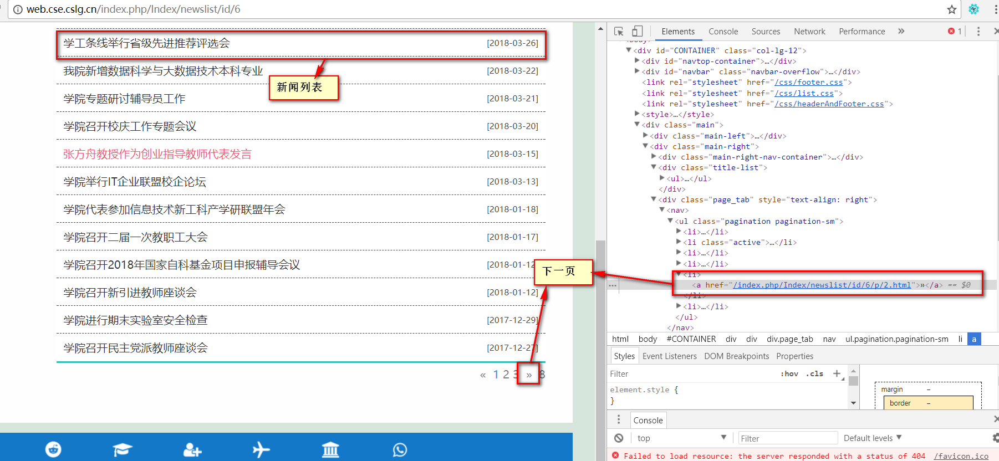 web.cse.cslg.cn/index.php/Index/newslist/id/6
学工条线举行省级先进推荐评选会 [2018-03-26]
我院新增数据科学与大数据技术本科专业 [2018-03-22]
新闻列表
学院专题研讨辅导员工作 [2018-03-21]
学院召开校庆工作专题会议 [2018-03-20]
张方舟教授作为创业指导教师代表发言 [2018-03-15]
学院举行IT企业联盟校企论坛 [2018-03-13]
学院代表参加信息技术新工科产学研联盟年会 [2018-01-18]
学院召开二届一次教职工大会 [2018-01-17]
学院召开2018年国家自科基金项目申报辅导会议 [2018-01-12
下一页
学院召开新引进教师座谈会 [2018-01-12]
学院进行期末实验室安全检查 [2017-12-29]
学院召开民主党派教师座谈会 [2017-12-27]
« 1 2 3 » 8
Elements Console Sources Network Performance » 1
<body>
<div id="CONTAINER" class="col-lg-12">
<div id="navtop-container">…</div>
<div id="navbar" class="navbar-overflow">…</div>
<link rel="stylesheet" href="/css/footer.css">
<link rel="stylesheet" href="/css/list.css">
<link rel="stylesheet" href="/css/headerAndFooter.css">
<style>…</style>
<div class="main">
<div class="main-left">…</div>
<div class="main-right">
<div class="main-right-nav-container">…</div>
<div class="title-list">
<ul>…</ul>
</div>
<div class="page_tab" style="text-align: right">
<nav>
<ul class="pagination pagination-sm">
<li>…</li>
<li class="active">…</li>
<li>…</li>
<li>…</li>
<li>
<a href="/index.php/Index/newslist/id/6/p/2.html">»</a> == $0
</li>
<li>…</li>
</ul>
</nav>
html body #CONTAINER div div div.page_tab nav ul.pagination.pagination-sm li a
Styles Event Listeners DOM Breakpoints Properties
Filter :hov .cls +
element.style {
}
margin –
border –
Console
top Filter Default levels
Failed to load resource: the server responded with a status of 404 /favicon.ico